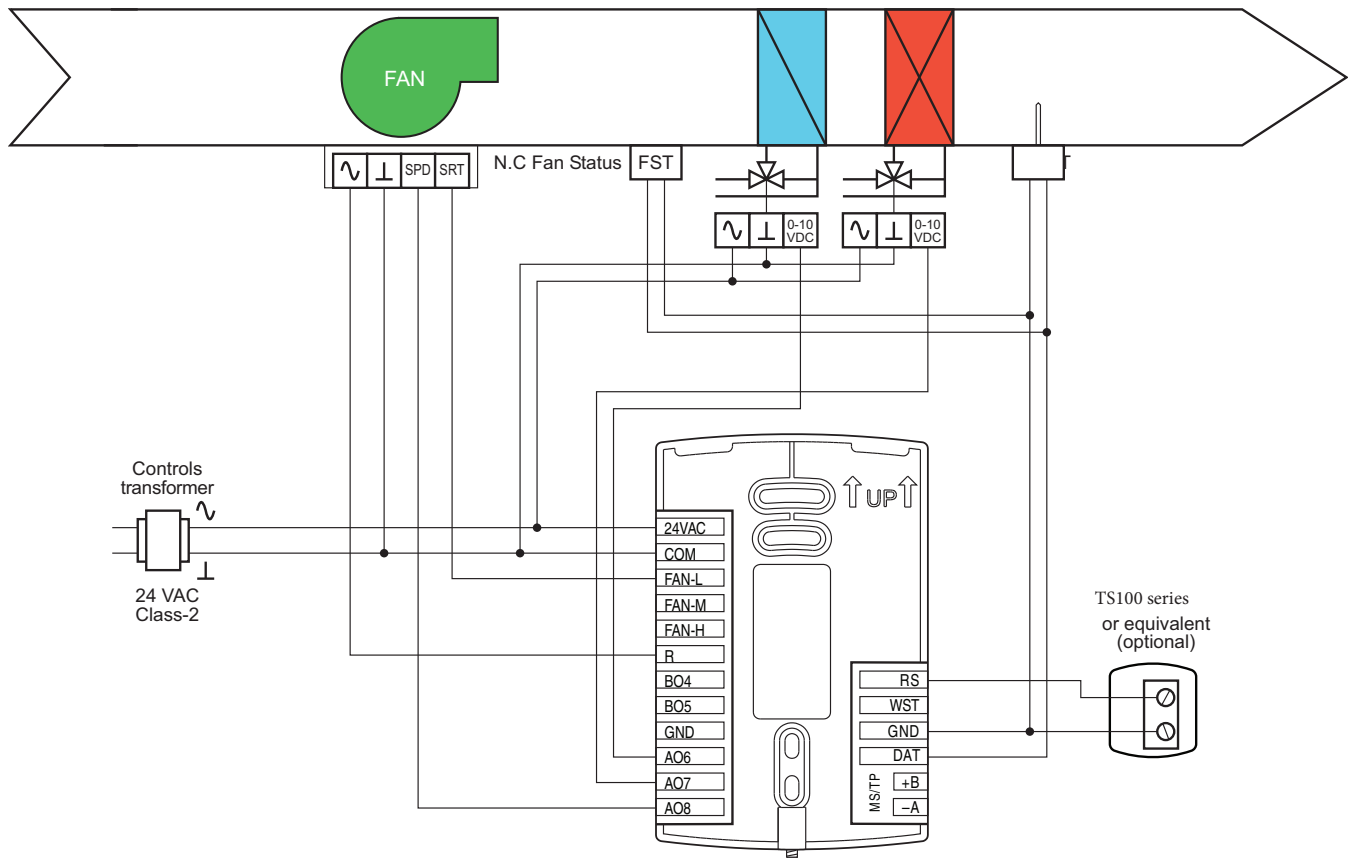 FAN
SPD SRT
N.C Fan Status FST
T
0-10
VDC
0-10
VDC
Controls
transformer
24 VAC
Class-2
UP
24VAC
COM
FAN-L
FAN-M
FAN-H
R
BO4
BO5
GND
AO6
AO7
AO8
RS
WST
GND
DAT
MS/TP
+B
–A
TS100 series
or equivalent
(optional)